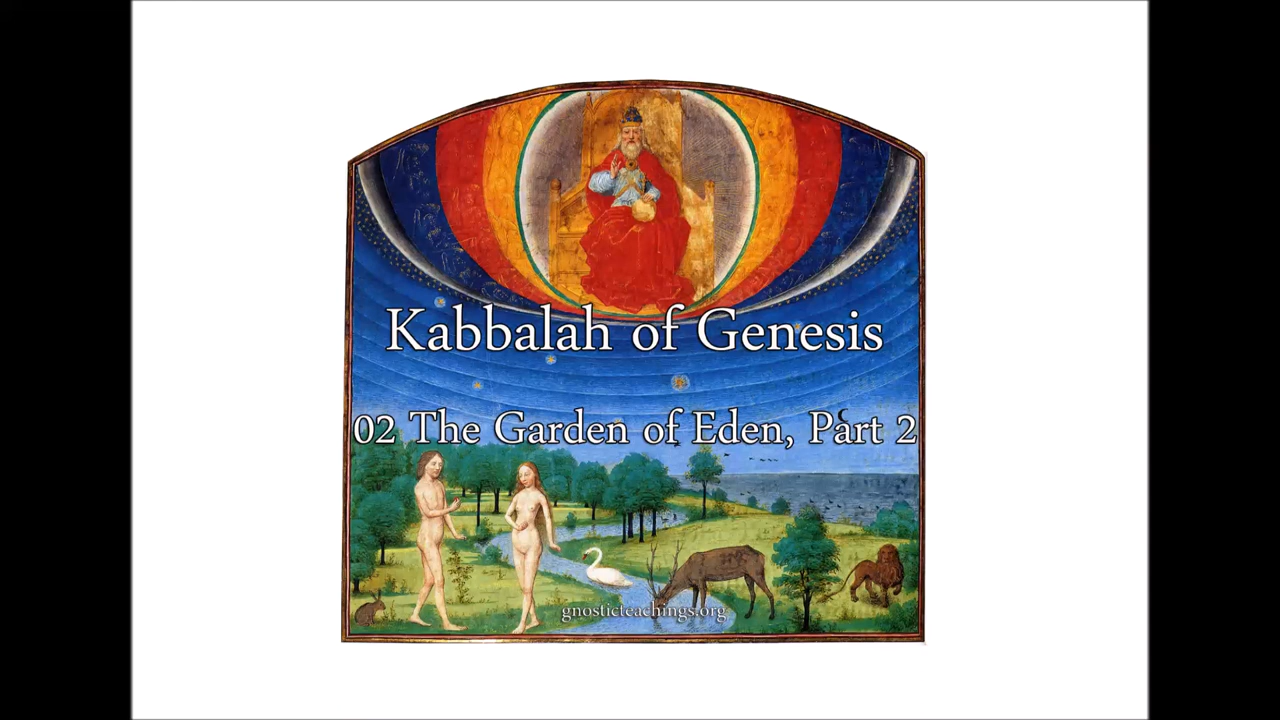 Kabbalah of Genesis
02 The Garden of Eden, Part 2
gnosticteachings.org